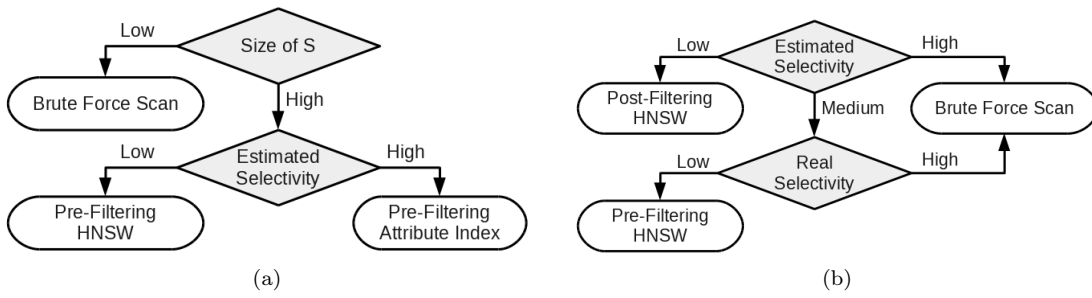 Low
Size of S
Brute Force Scan
High
Low
Estimated
Selectivity
High
Pre-Filtering
HNSW
Pre-Filtering
Attribute Index
(a)
Low
Estimated
Selectivity
High
Post-Filtering
HNSW
Medium
Brute Force Scan
Low
Real
Selectivity
High
Pre-Filtering
HNSW
(b)